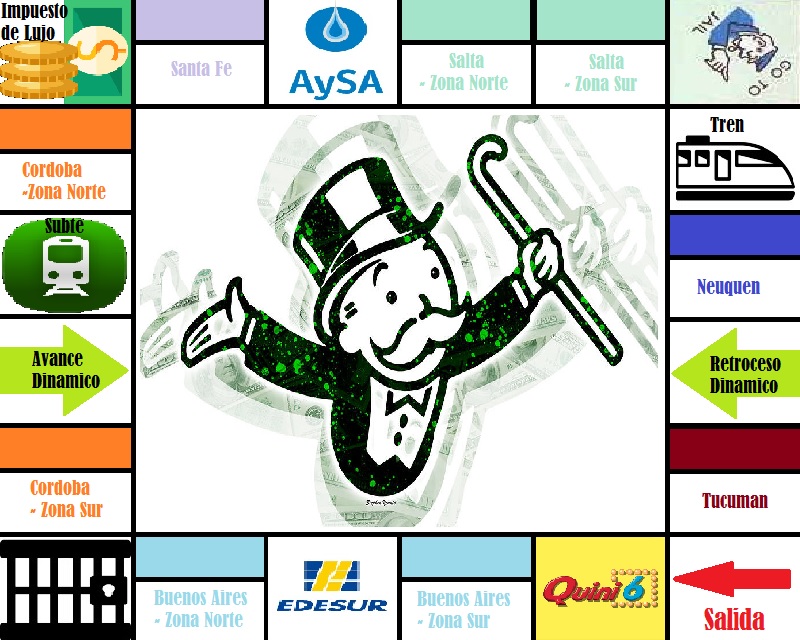 Impuesto
de Lujo
Santa Fe
AySA
Salta
- Zona Norte
Salta
- Zona Sur
GO TO
JAIL
Cordoba
-Zona Norte
Tren
Subte
Neuquen
Avance
Dinamico
Retroceso
Dinamico
Cordoba
- Zona Sur
Tucuman
Buenos Aires
- Zona Norte
EDESUR
Buenos Aires
- Zona Sur
Quini 6
Salida